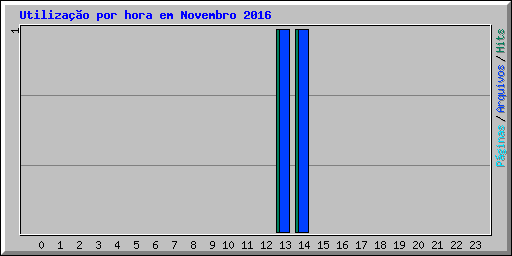 Utilização por hora em Novembro 2016
1
Páginas / Arquivos / Hits
0 1 2 3 4 5 6 7 8 9 10 11 12 13 14 15 16 17 18 19 20 21 22 23